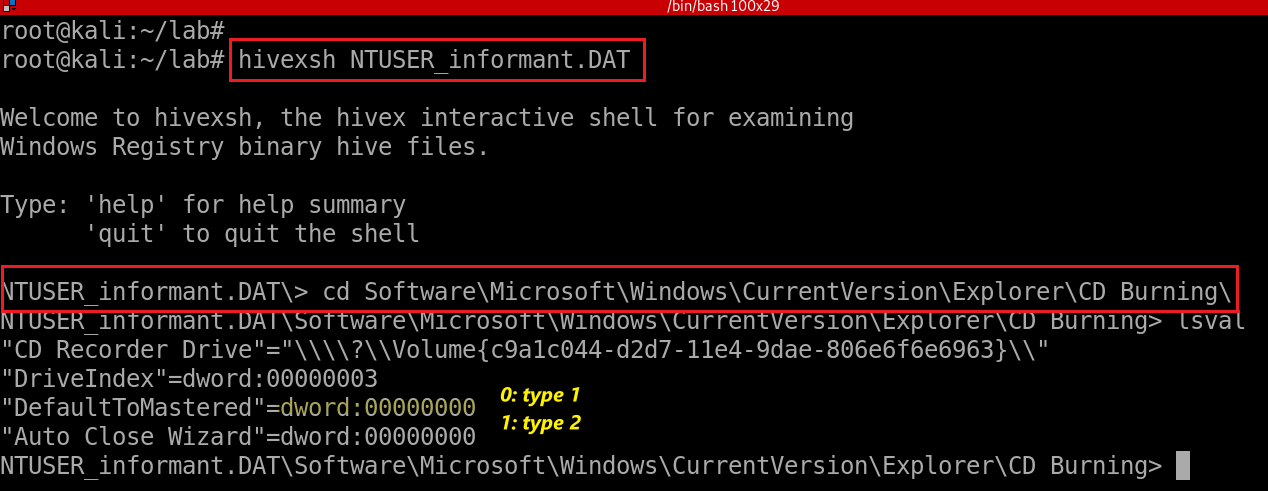 /bin/bash 100x29
root@kali:~/lab#
root@kali:~/lab# hivexsh NTUSER_informant.DAT
Welcome to hivexsh, the hivex interactive shell for examining
Windows Registry binary hive files.
Type: 'help' for help summary
'quit' to quit the shell
NTUSER_informant.DAT\> cd Software\Microsoft\Windows\CurrentVersion\Explorer\CD Burning\
NTUSER_informant.DAT\Software\Microsoft\Windows\CurrentVersion\Explorer\CD Burning> lsval
"CD Recorder Drive"="\\\\?\\Volume{c9a1c044-d2d7-11e4-9dae-806e6f6e6963}\\"
"DriveIndex"=dword:00000003
0: type 1
"DefaultToMastered"=dword:00000000
1: type 2
"Auto Close Wizard"=dword:00000000
NTUSER_informant.DAT\Software\Microsoft\Windows\CurrentVersion\Explorer\CD Burning>